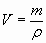 V = m/ρ